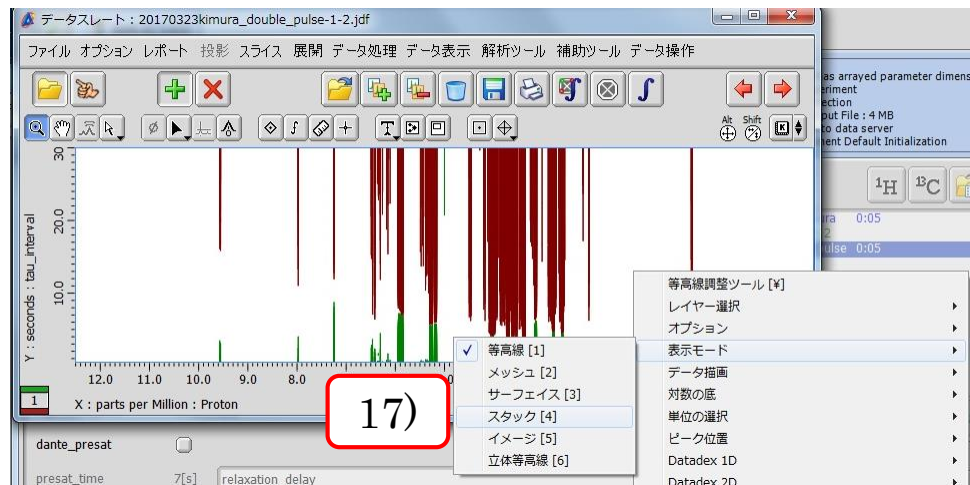 データスレート : 20170323kimura_double_pulse-1-2.jdf
ファイル オプション レポート 投影 スライス 展開 データ処理 データ表示 解析ツール 補助ツール データ操作
Alt Shift
30
20.0
10.0
Y : seconds : tau_interval
12.0 11.0 10.0 9.0 8.0
1
X : parts per Million : Proton
as arrayed parameter dimens
eriment
ection
put File : 4 MB
to data server
ment Default Initialization
1H 13C
ura 0:05
2
ulse 0:05
等高線調整ツール [¥]
レイヤー選択
オプション
表示モード
データ描画
対数の底
単位の選択
ピーク位置
Datadex 1D
Datadex 2D
✓ 等高線 [1]
メッシュ [2]
サーフェイス [3]
スタック [4]
イメージ [5]
立体等高線 [6]
17)
dante_presat
presat_time 7[s] relaxation_delay